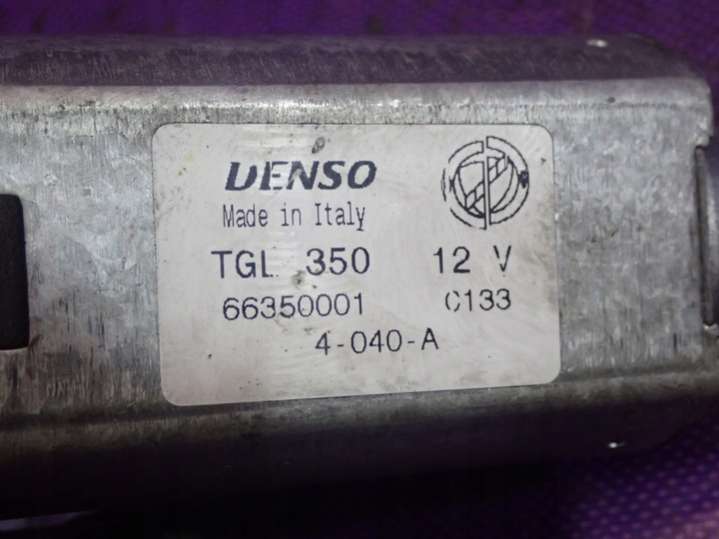 DENSO
Made in Italy
TGL 350 12 V
66350001 C133
4-040-A